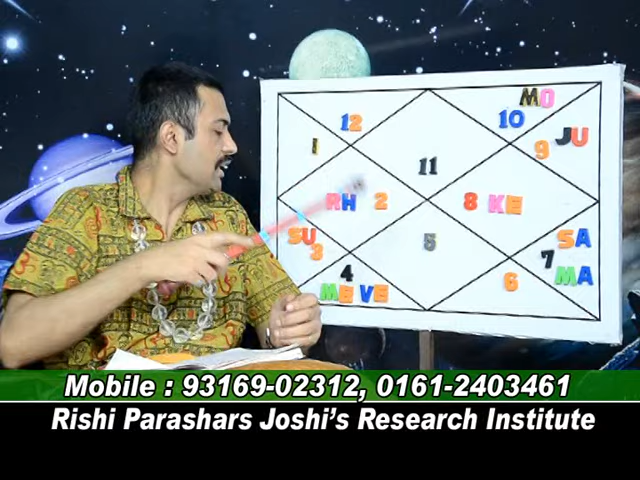 MO
12
10
JU
1
9
11
RH 2
8 KE
SU
3
SA
5
7
MA
4
6
ME VE
Mobile : 93169-02312, 0161-2403461
Rishi Parashars Joshi's Research Institute